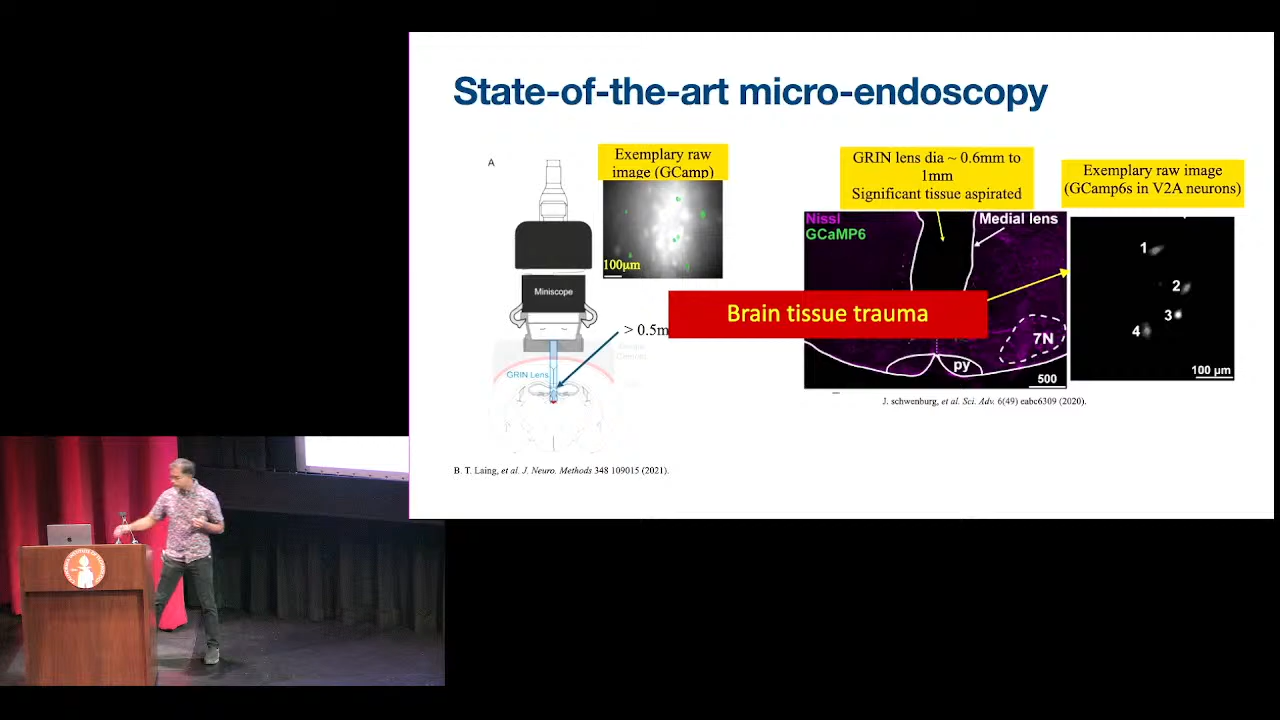 State-of-the-art micro-endoscopy
A
Exemplary raw
image (GCamp)
100µm
Miniscope
> 0.5m
GRIN Lens
B. T. Laing, et al. J. Neuro. Methods 348 109015 (2021).
Brain tissue trauma
GRIN lens dia ~ 0.6mm to
1mm
Significant tissue aspirated
Nissl
GCaMP6
Medial lens
7N
py
500
Exemplary raw image
(GCamp6s in V2A neurons)
1
2
3
4
100 µm
J. schwenburg, et al. Sci. Adv. 6(49) eabc6309 (2020).